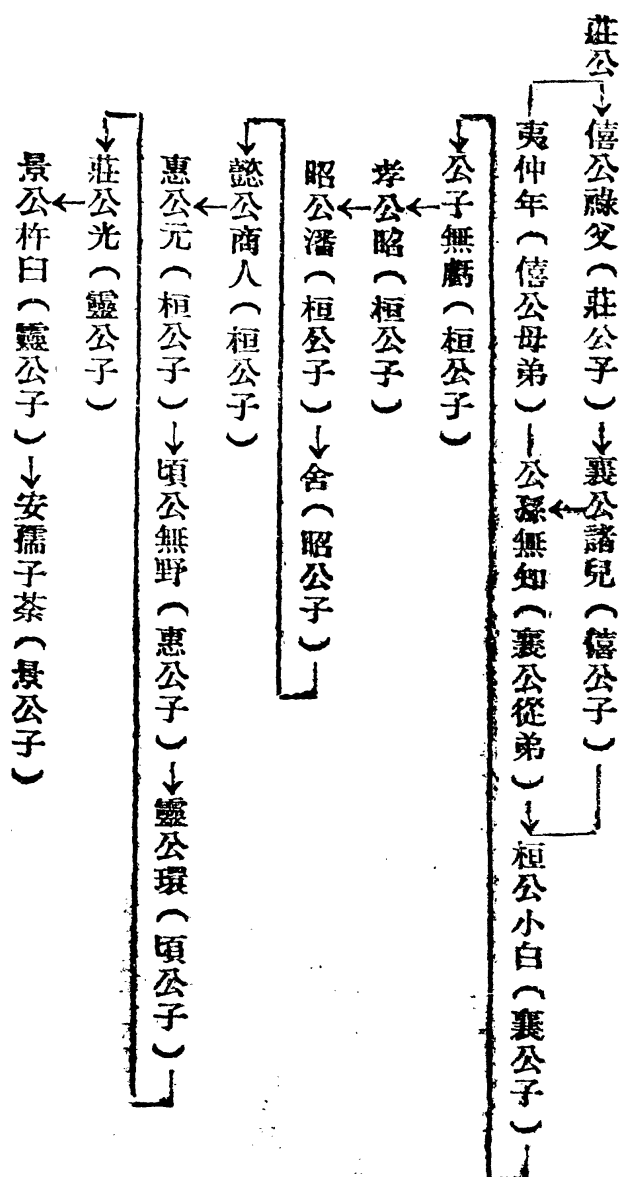 莊公
僖公祿父（莊公子）→襄公諸兒（僖公子）
夷仲年（僖公母弟）—公孫無知（襄公從弟）→桓公小白（襄公子）
公子無虧（桓公子）
孝公昭（桓公子）
昭公潘（桓公子）→舍（昭公子）
懿公商人（桓公子）
惠公元（桓公子）→頃公無野（惠公子）→靈公環（頃公子）
莊公光（靈公子）
景公杵臼（靈公子）→安孺子荼（景公子）